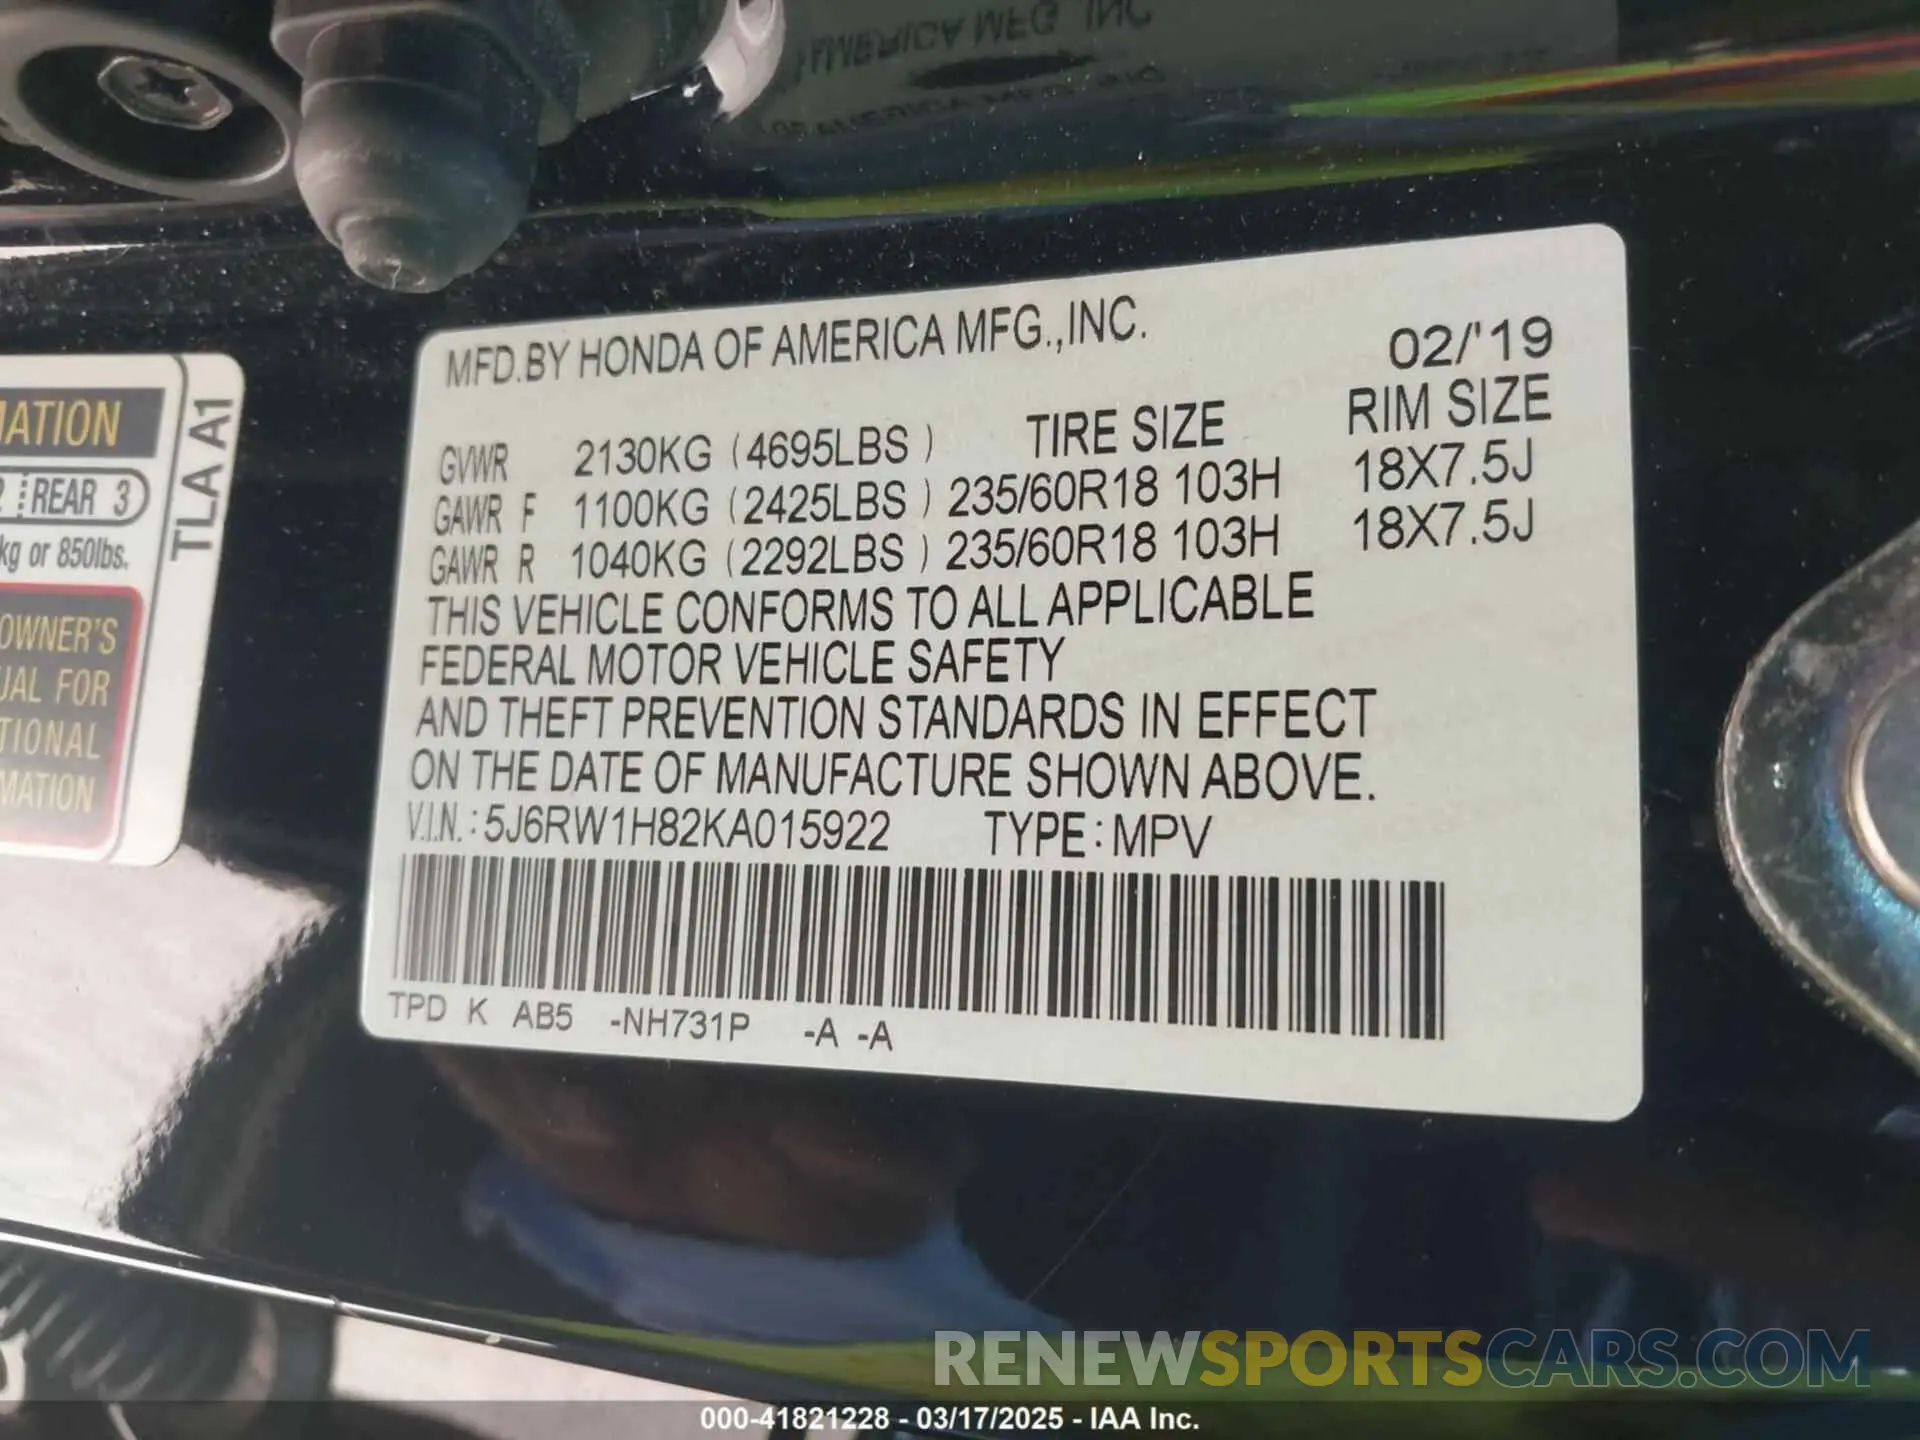 MFD.BY HONDA OF AMERICA MFG.,INC. 02/'19
GVWR 2130KG (4695LBS) TIRE SIZE RIM SIZE
GAWR F 1100KG (2425LBS) 235/60R18 103H 18X7.5J
GAWR R 1040KG (2292LBS) 235/60R18 103H 18X7.5J
THIS VEHICLE CONFORMS TO ALL APPLICABLE
FEDERAL MOTOR VEHICLE SAFETY
AND THEFT PREVENTION STANDARDS IN EFFECT
ON THE DATE OF MANUFACTURE SHOWN ABOVE.
V.I.N.: 5J6RW1H82KA015922 TYPE: MPV
TPD K AB5 -NH731P -A -A
REAR 3
kg or 850lbs.
OWNER'S
FOR
TLA A1
RENEWSPORTSCARS.COM
000-41821228 - 03/17/2025 - IAA Inc.